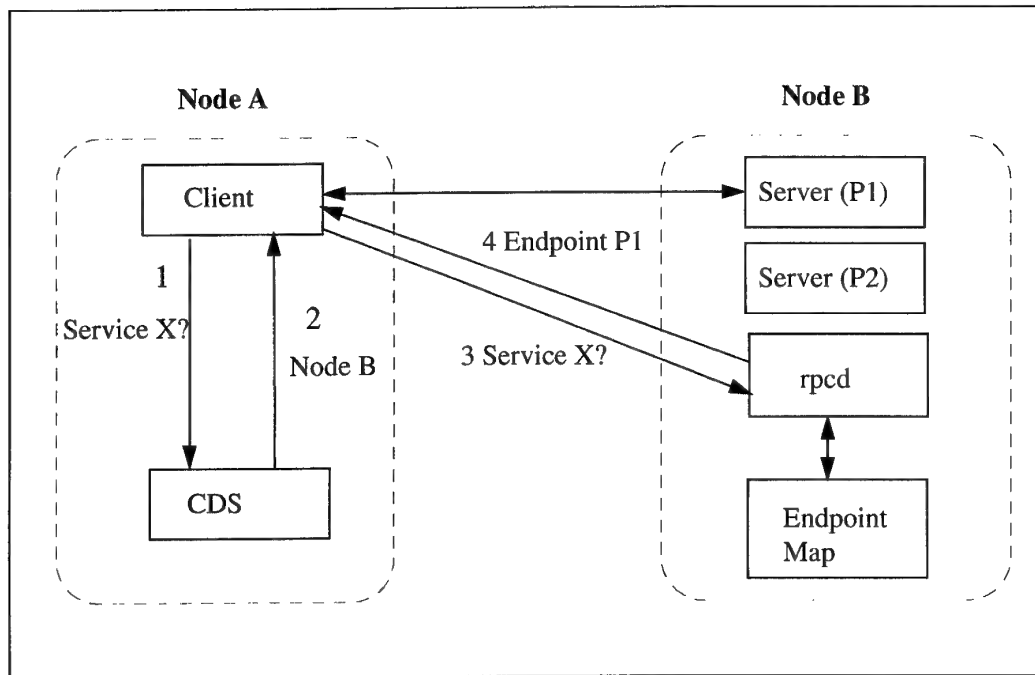 Node A
Node B
Client
Server (P1)
4 Endpoint P1
1
Server (P2)
Service X?
2
3 Service X?
Node B
rpcd
CDS
Endpoint
Map